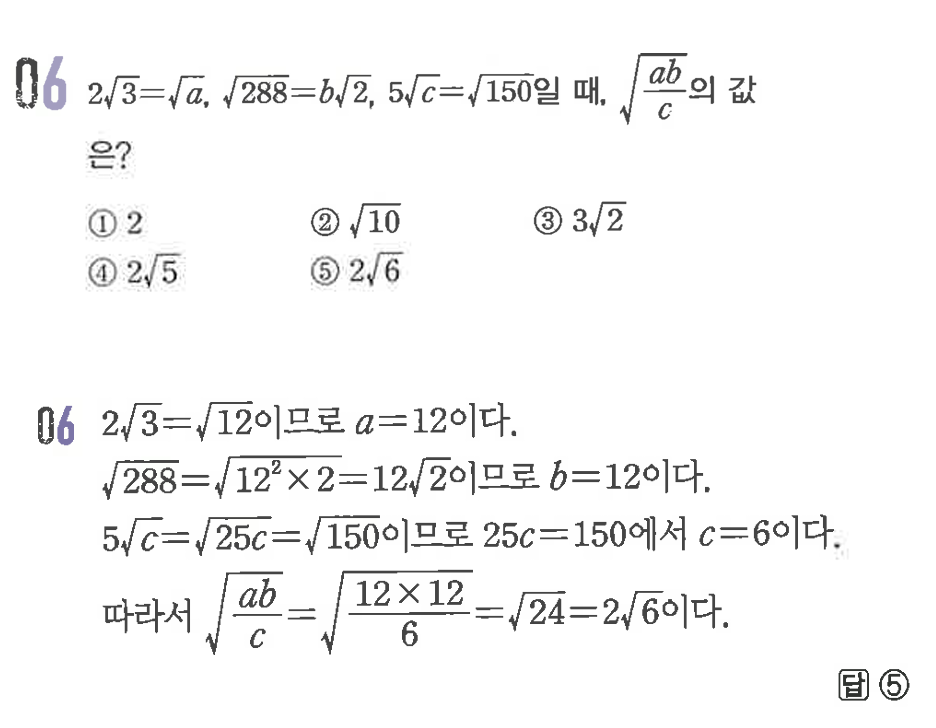 06 2√3=√a, √288=b√2, 5√c=√150일 때, √(ab/c)의 값
은?
① 2 ② √10 ③ 3√2
④ 2√5 ⑤ 2√6
06 2√3=√12이므로 a=12이다.
√288=√(12²×2)=12√2이므로 b=12이다.
5√c=√25c=√150이므로 25c=150에서 c=6이다.
따라서 √(ab/c)=√(12×12/6)=√24=2√6이다.
답 ⑤